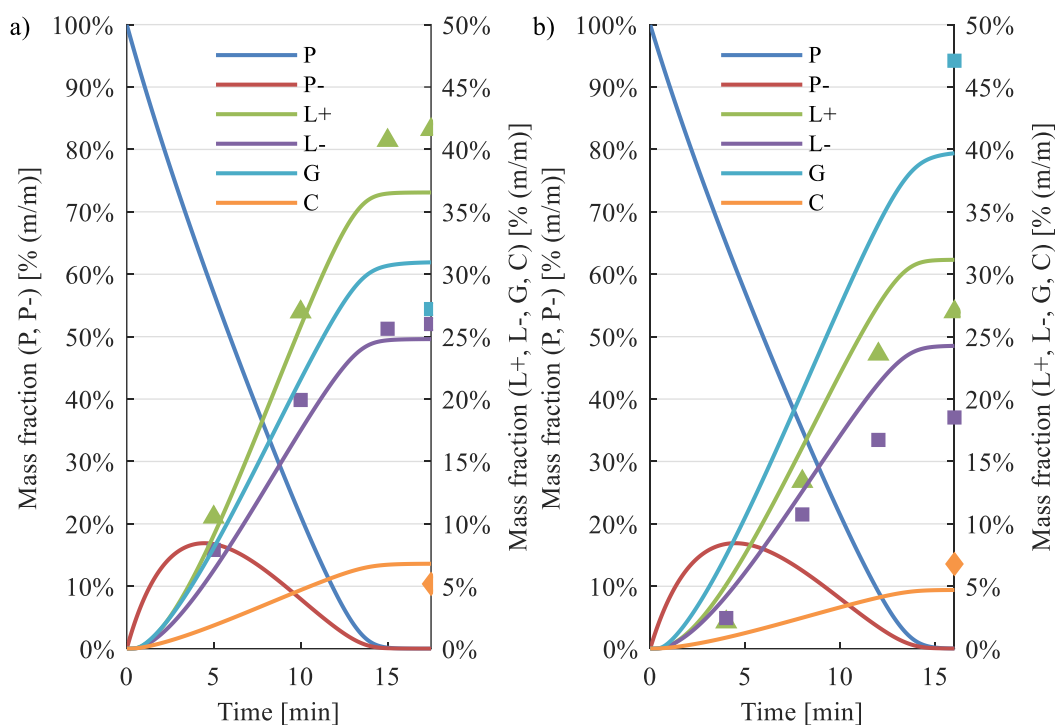 a)
Mass fraction (P, P-) [% (m/m)]
100%
90%
80%
70%
60%
50%
40%
30%
20%
10%
0%
P
P-
L+
L-
G
C
50%
45%
40%
35%
30%
25%
20%
15%
10%
5%
0%
Mass fraction (L+, L-, G, C) [% (m/m)]
0
5
10
15
Time [min]
b)
Mass fraction (P, P-) [% (m/m)]
100%
90%
80%
70%
60%
50%
40%
30%
20%
10%
0%
P
P-
L+
L-
G
C
50%
45%
40%
35%
30%
25%
20%
15%
10%
5%
0%
Mass fraction (L+, L-, G, C) [% (m/m)]
0
5
10
15
Time [min]